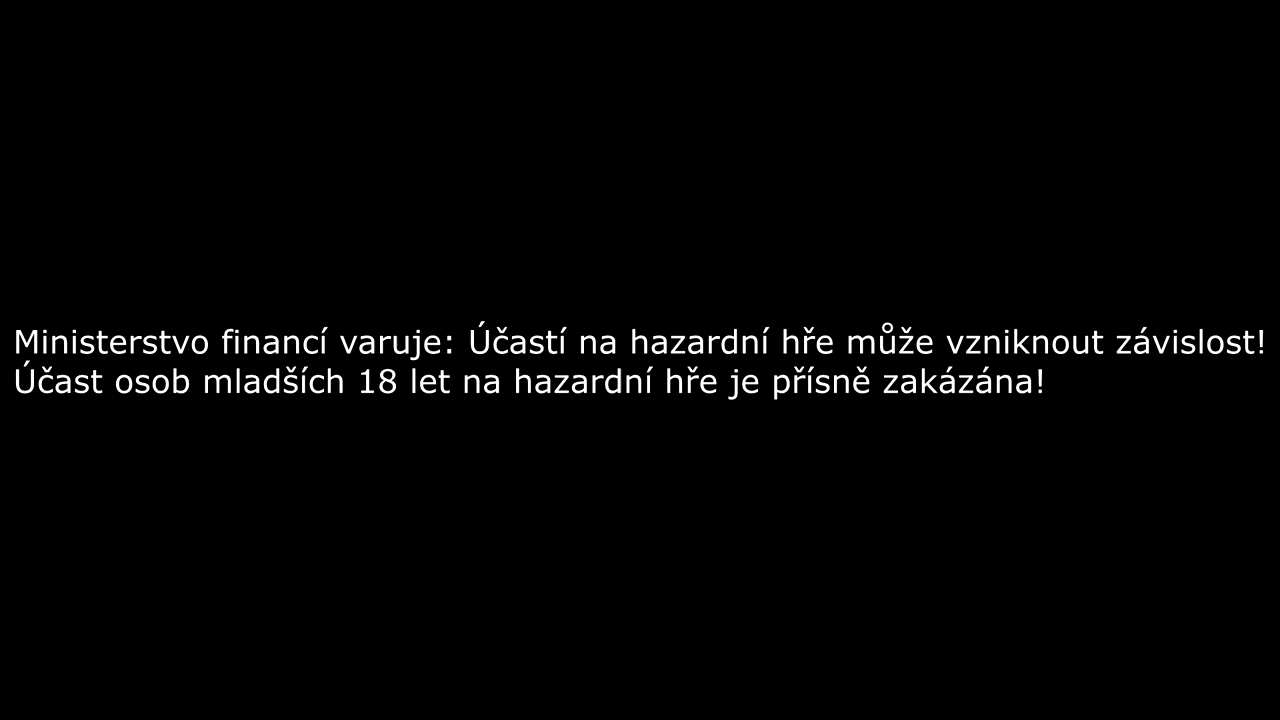 Ministerstvo financí varuje: Účastí na hazardní hře může vzniknout závislost!
Účast osob mladších 18 let na hazardní hře je přísně zakázána!